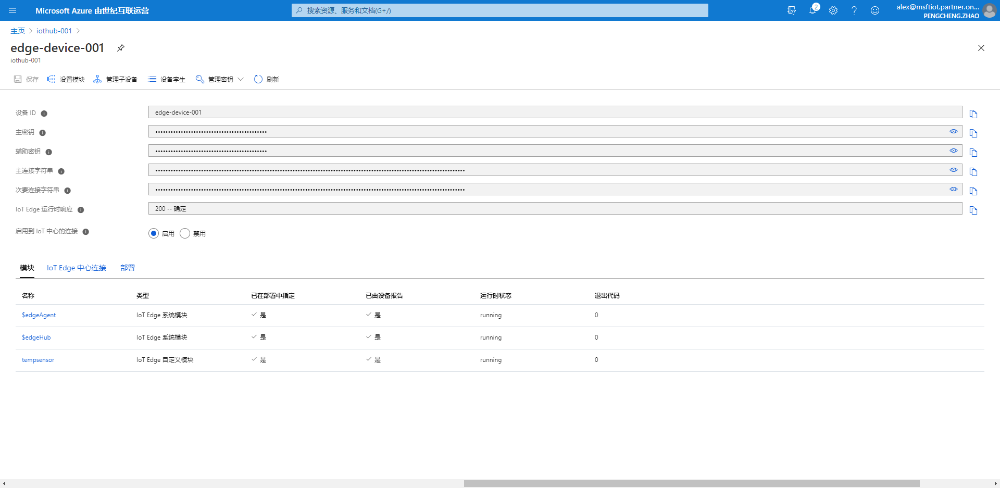 Microsoft Azure 由世纪互联运营
搜索资源、服务和文档(G+/)
2
alex@msftiot.partner.on...
PENGCHENG.ZHAO
主页 > iothub-001 >
edge-device-001
iothub-001
保存 设置模块 管理子设备 设备孪生 管理密钥 刷新
设备 ID edge-device-001
主密钥
辅助密钥
主连接字符串
次要连接字符串
IoT Edge 运行时响应 200 -- 确定
启用到 IoT 中心的连接 启用 禁用
模块 IoT Edge 中心连接 部署
名称 类型 已在部署中指定 已由设备报告 运行时状态 退出代码
$edgeAgent IoT Edge 系统模块 是 是 running 0
$edgeHub IoT Edge 系统模块 是 是 running 0
tempsensor IoT Edge 自定义模块 是 是 running 0